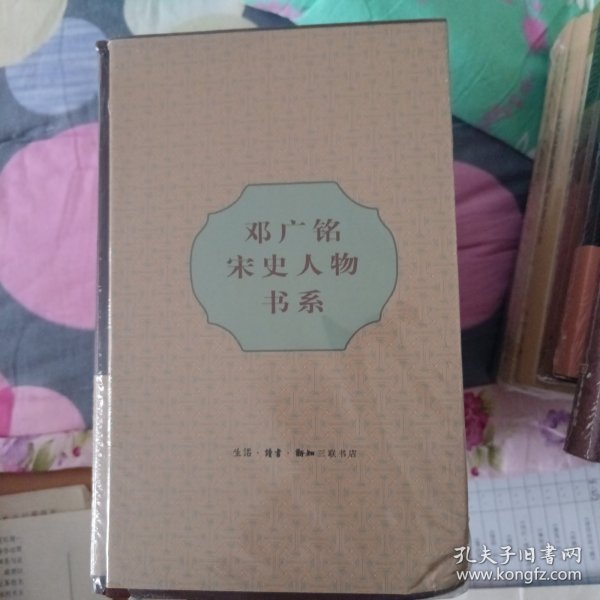 邓广铭
宋史人物
书系
生活·讀書·新知三联书店
孔夫子旧书网
www.kongfz.com